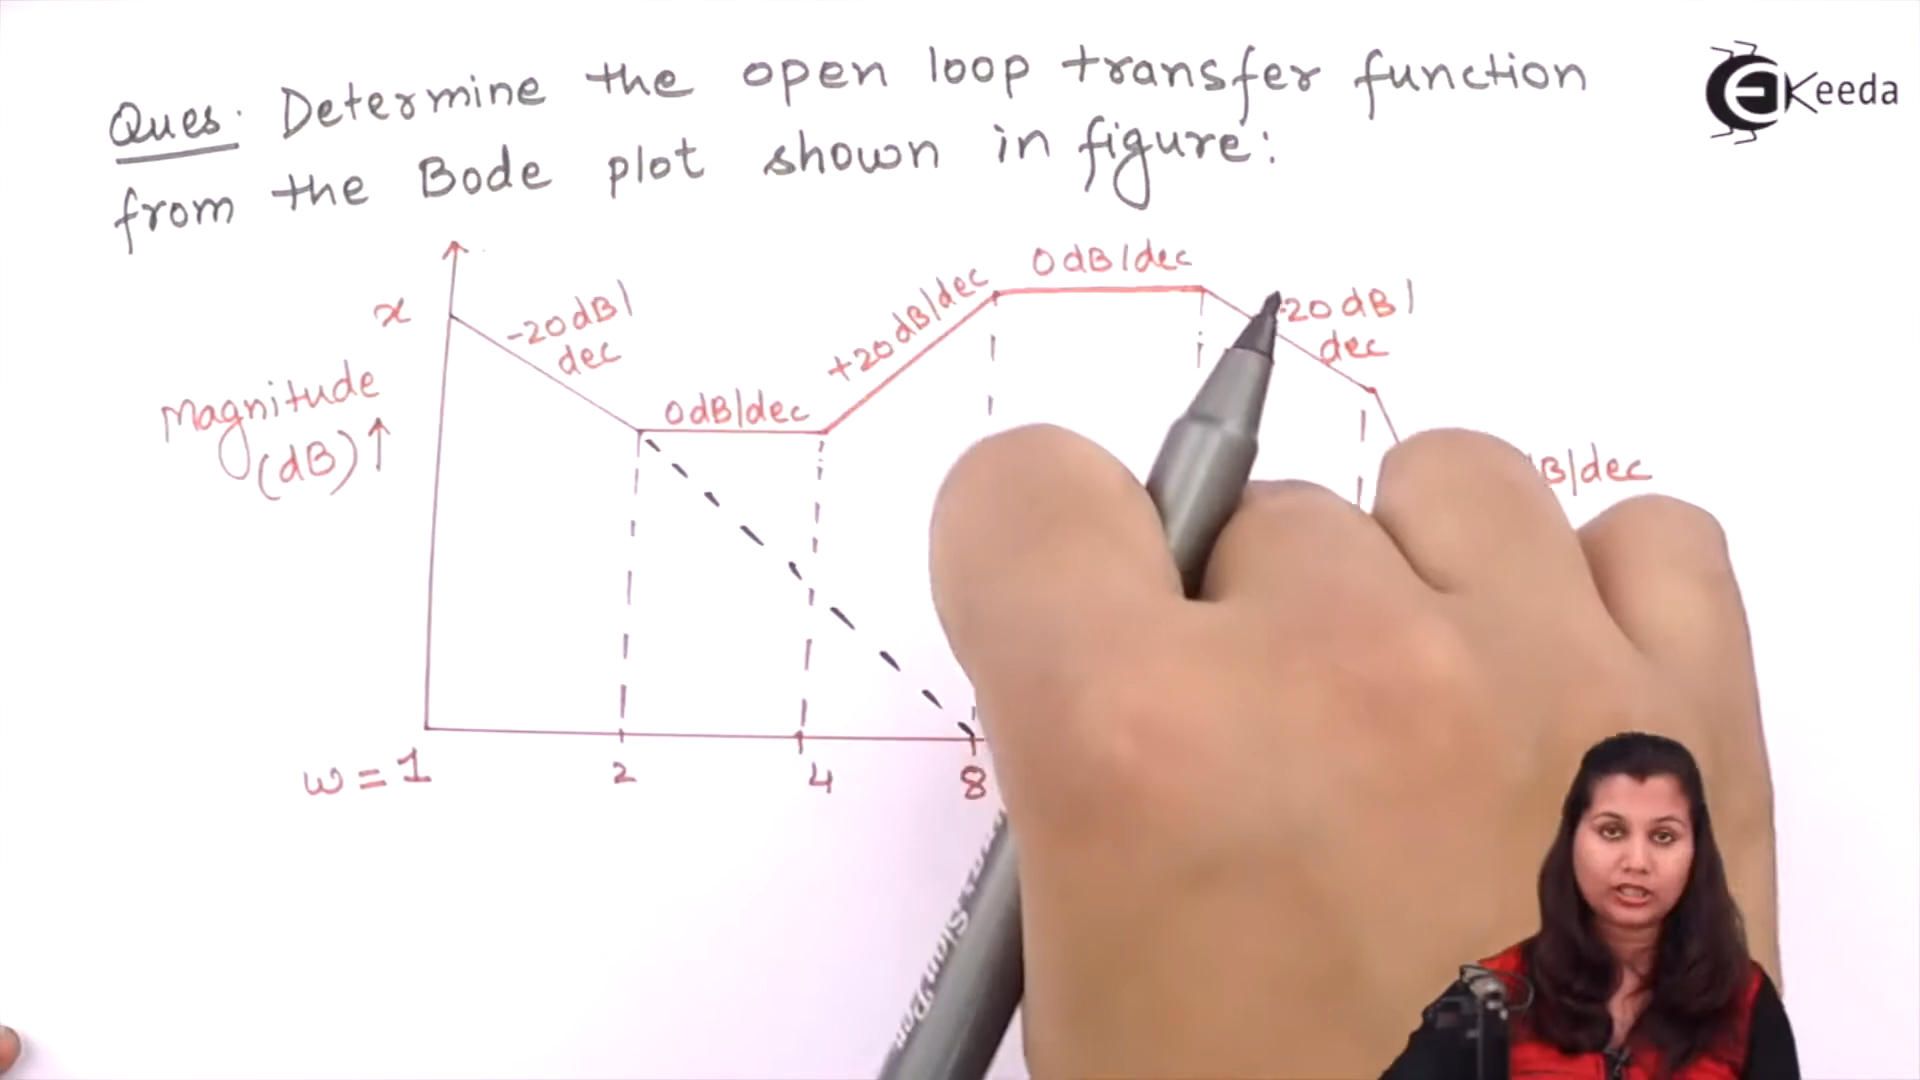 Ques. Determine the open loop transfer function
from the Bode plot shown in figure:
Keeda
0dB/dec
x
-20dB/
dec
+20dB/dec
-20dB/
dec
0dB/dec
Magnitude
(dB)↑
B/dec
ω = 1
2
4
8